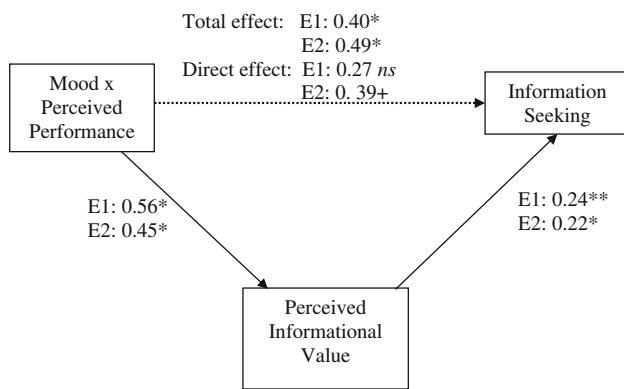 Total effect: E1: 0.40*
E2: 0.49*
Direct effect: E1: 0.27 ns
E2: 0. 39+
Mood x
Perceived
Performance
Information
Seeking
E1: 0.56*
E2: 0.45*
E1: 0.24**
E2: 0.22*
Perceived
Informational
Value